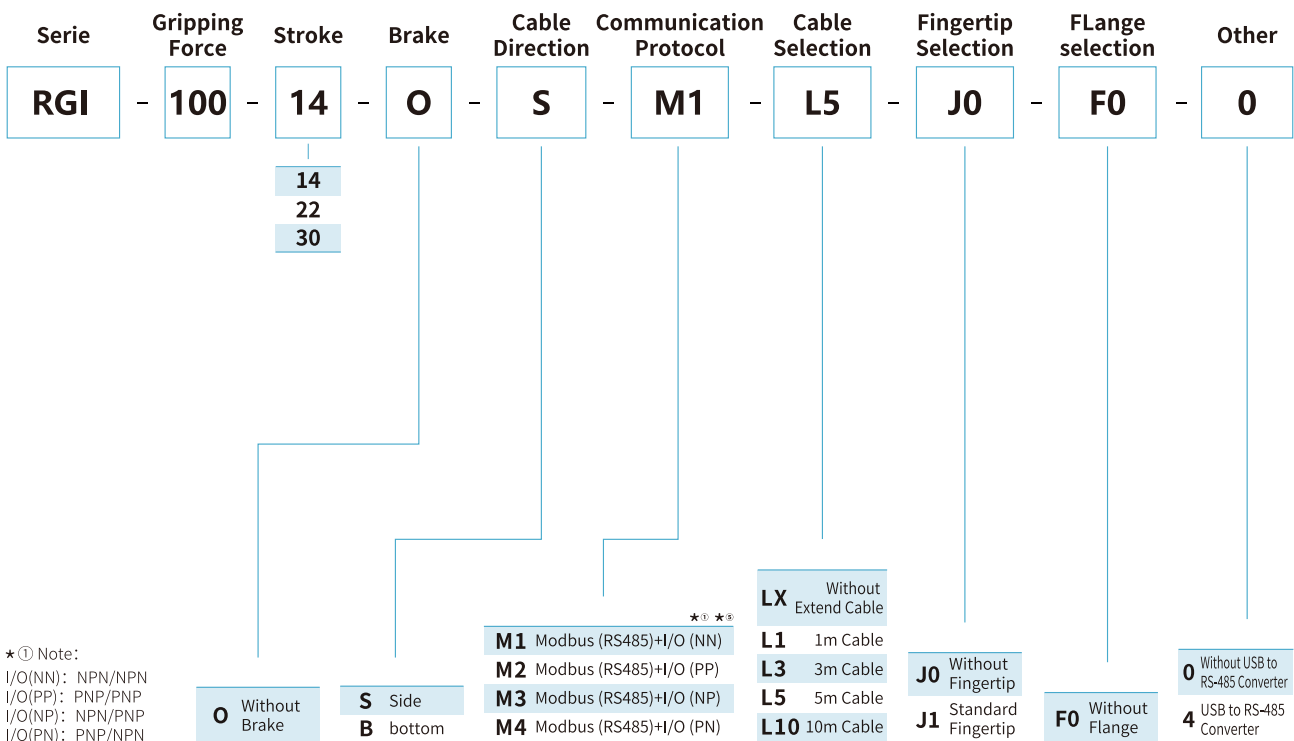 Serie
Gripping
Force
Stroke
Brake
Cable
Direction
Communication
Protocol
Cable
Selection
Fingertip
Selection
FLange
selection
Other
RGI - 100 - 14 - O - S - M1 - L5 - J0 - F0 - 0
14
22
30
★① Note:
I/O(NN): NPN/NPN
I/O(PP): PNP/PNP
I/O(NP): NPN/PNP
I/O(PN): PNP/NPN
O Without
Brake
S Side
B bottom
★① ★⑤
M1 Modbus (RS485)+I/O (NN)
M2 Modbus (RS485)+I/O (PP)
M3 Modbus (RS485)+I/O (NP)
M4 Modbus (RS485)+I/O (PN)
LX Without
Extend Cable
L1 1m Cable
L3 3m Cable
L5 5m Cable
L10 10m Cable
J0 Without
Fingertip
J1 Standard
Fingertip
F0 Without
Flange
0 Without USB to
RS-485 Converter
4 USB to RS-485
Converter